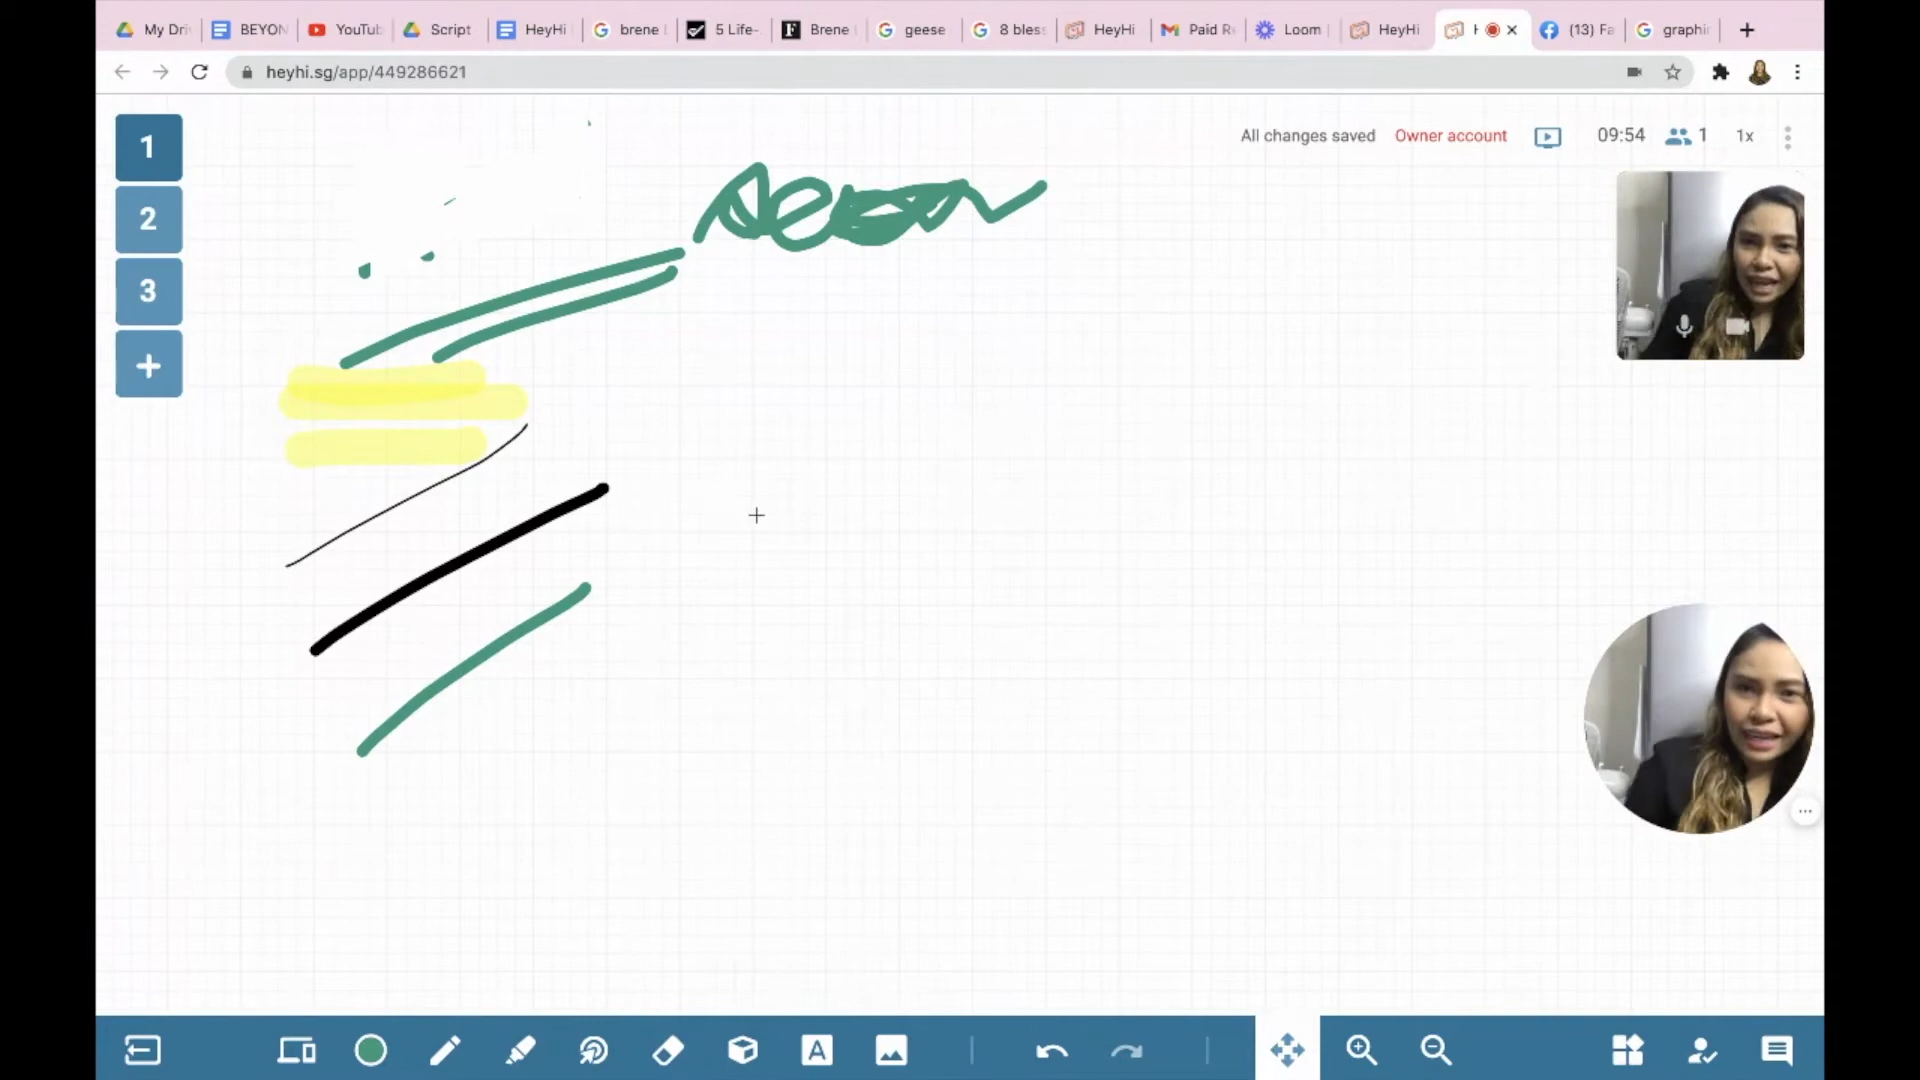 My Dri BEYON YouTub Script HeyHi brene 5 Life- Brene geese 8 bless HeyHi Paid R Loom HeyHi (13) Fa graphi
heyhi.sg/app/449286621
1
All changes saved Owner account 09:54 1 1x
2
3
A